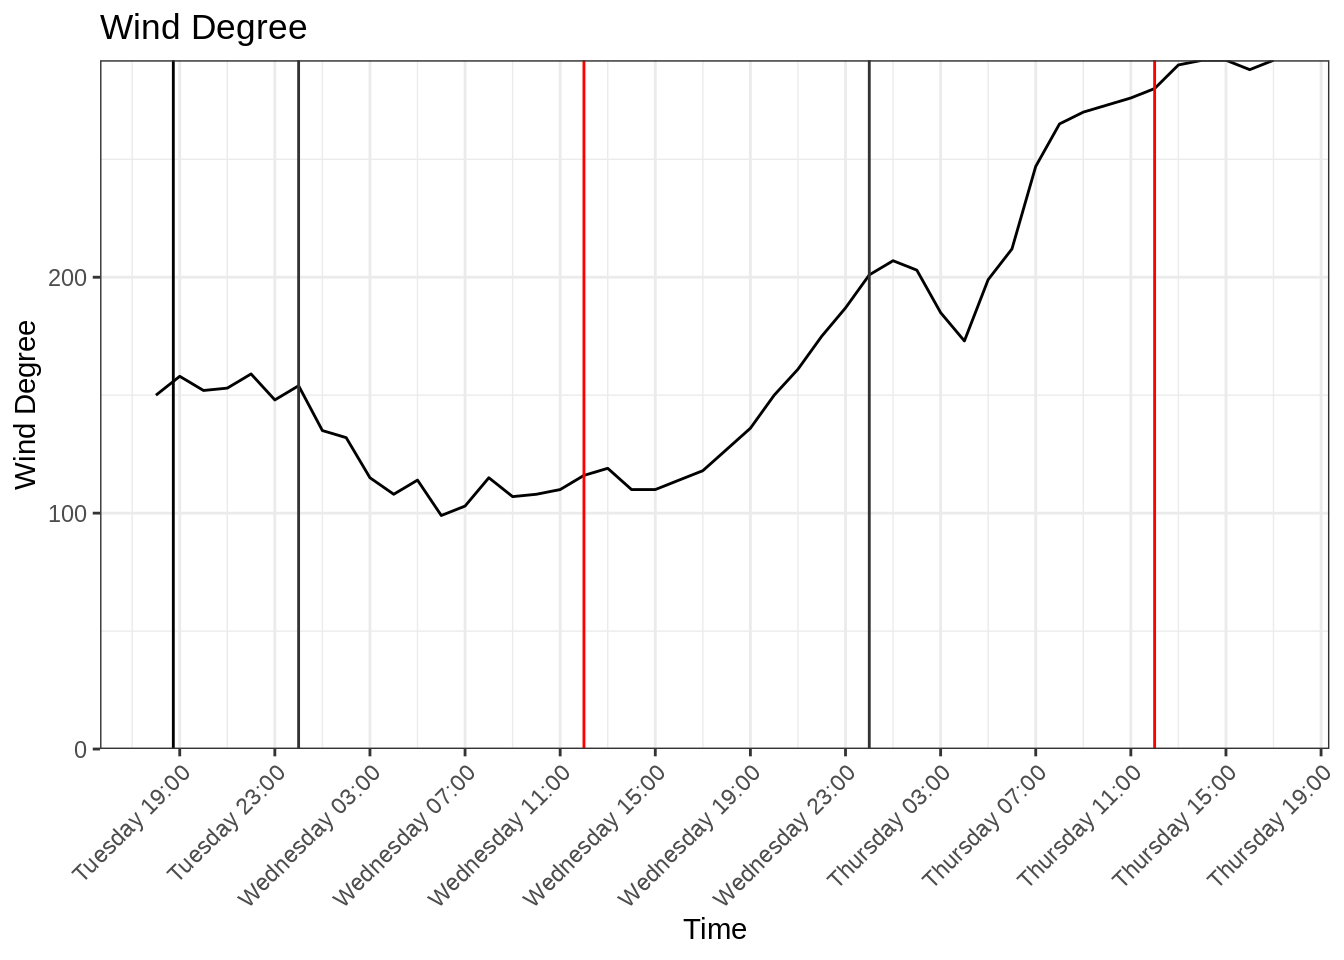 Wind Degree
Wind Degree
200
100
0
Tuesday 19:00
Tuesday 23:00
Wednesday 03:00
Wednesday 07:00
Wednesday 11:00
Wednesday 15:00
Wednesday 19:00
Wednesday 23:00
Thursday 03:00
Thursday 07:00
Thursday 11:00
Thursday 15:00
Thursday 19:00
Time